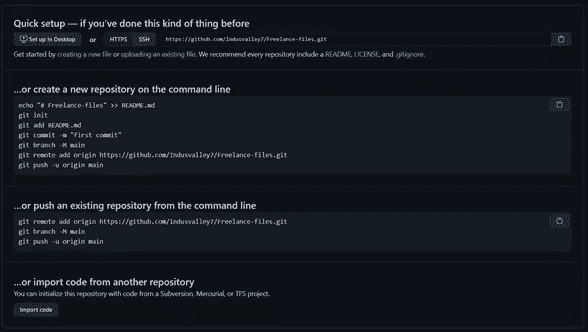 Quick setup — if you've done this kind of thing before
Set up in Desktop or HTTPS SSH https://github.com/Indusvalley7/Freelance-files.git
Get started by creating a new file or uploading an existing file. We recommend every repository include a README, LICENSE, and .gitignore.
...or create a new repository on the command line
echo "# Freelance-files" >> README.md
git init
git add README.md
git commit -m "first commit"
git branch -M main
git remote add origin https://github.com/Indusvalley7/Freelance-files.git
git push -u origin main
...or push an existing repository from the command line
git remote add origin https://github.com/Indusvalley7/Freelance-files.git
git branch -M main
git push -u origin main
...or import code from another repository
You can initialize this repository with code from a Subversion, Mercurial, or TFS project.
Import code